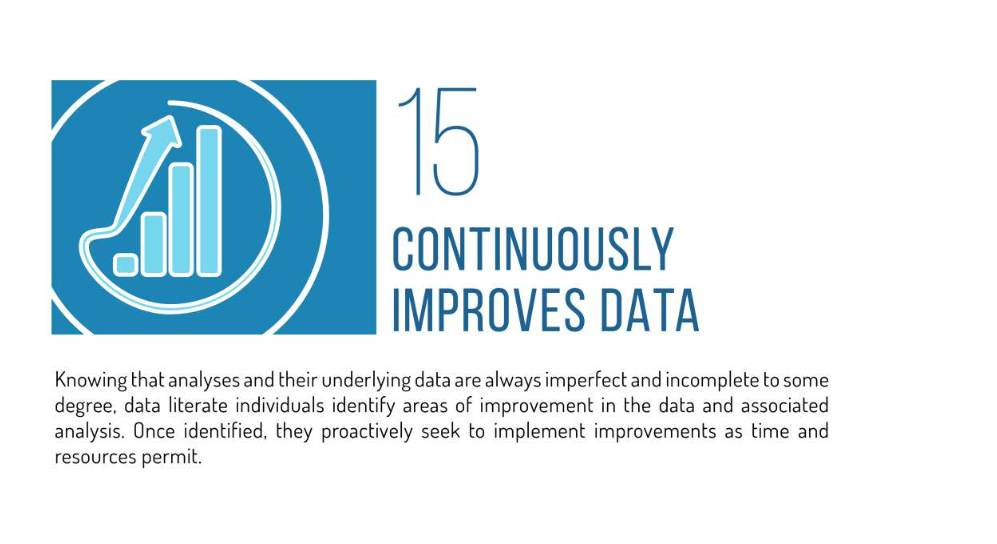 15
CONTINUOUSLY
IMPROVES DATA
Knowing that analyses and their underlying data are always imperfect and incomplete to some
degree, data literate individuals identify areas of improvement in the data and associated
analysis. Once identified, they proactively seek to implement improvements as time and
resources permit.